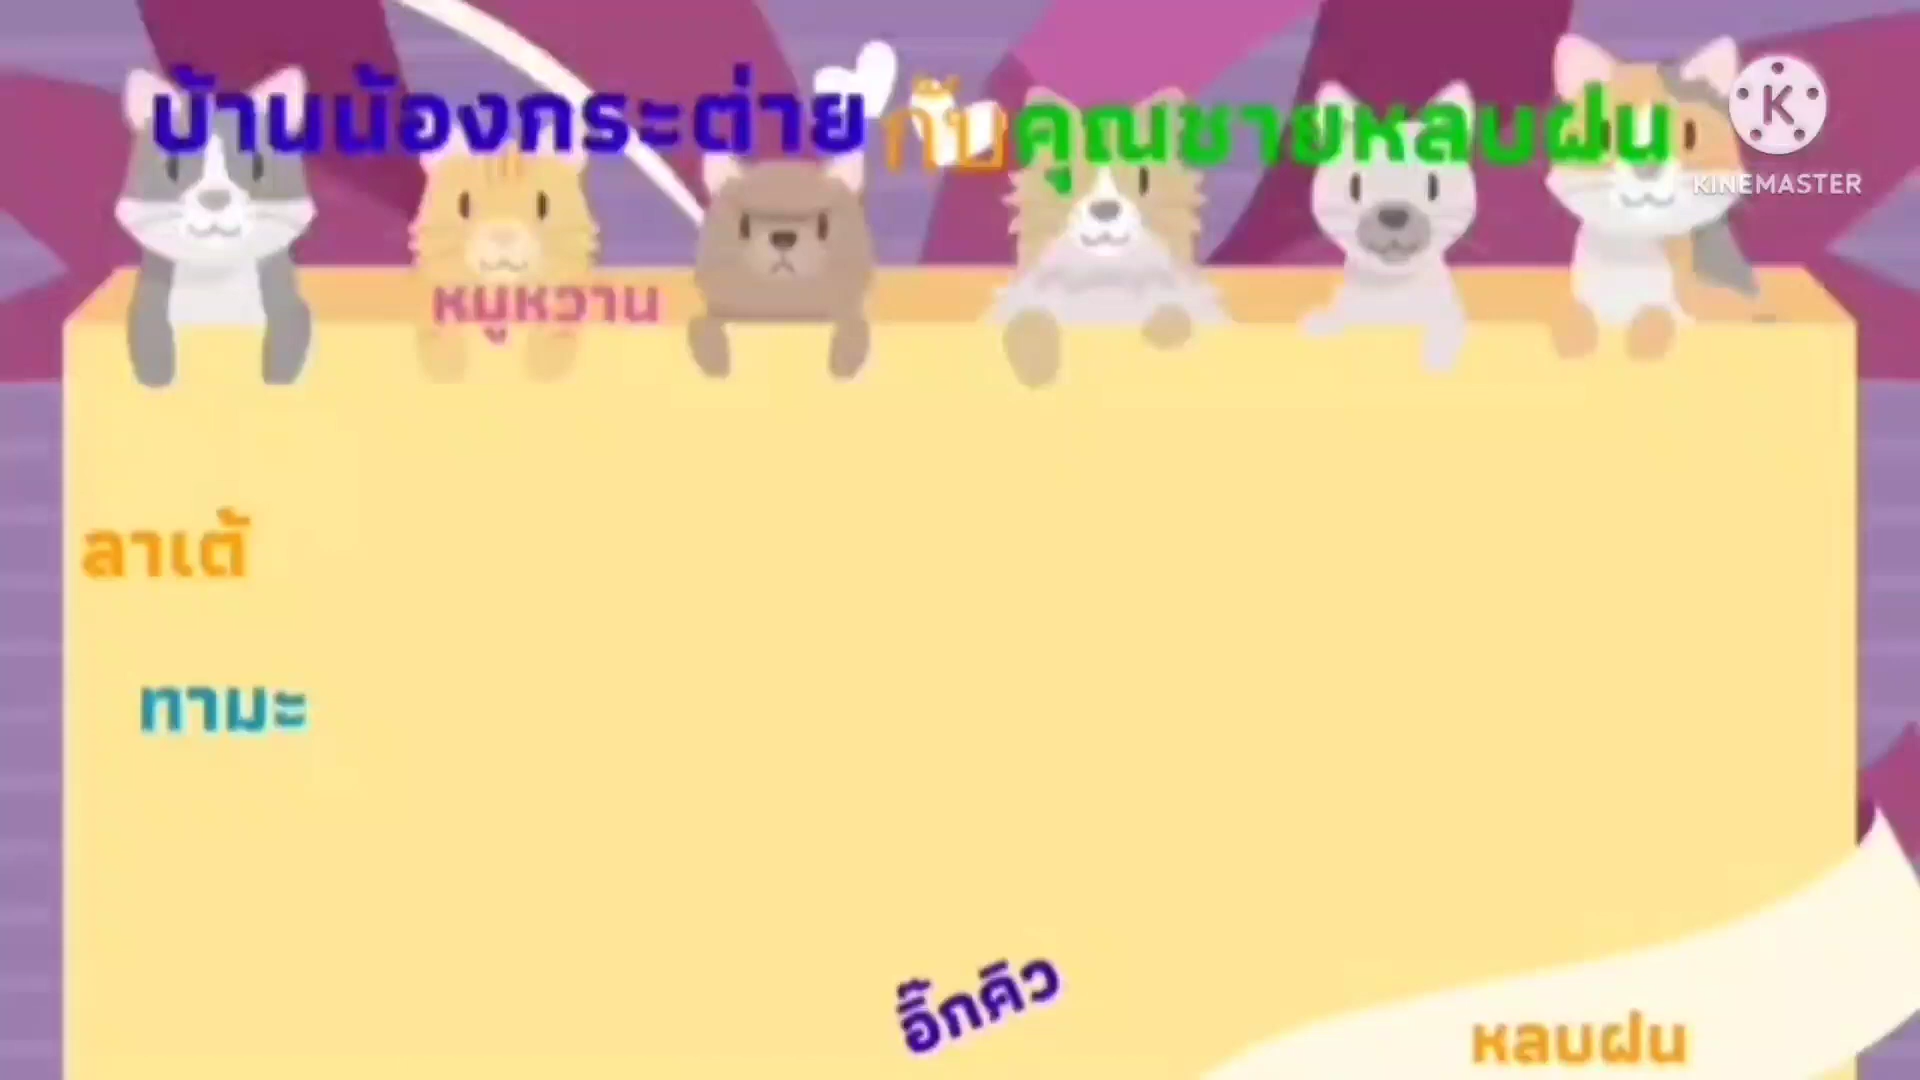 บ้านน้องกระต่าย กับ คุณชายหลบฝน
KINEMASTER
หมูหวาน
ลาเต้
ทามะ
อิ๊กคิว
หลบฝน